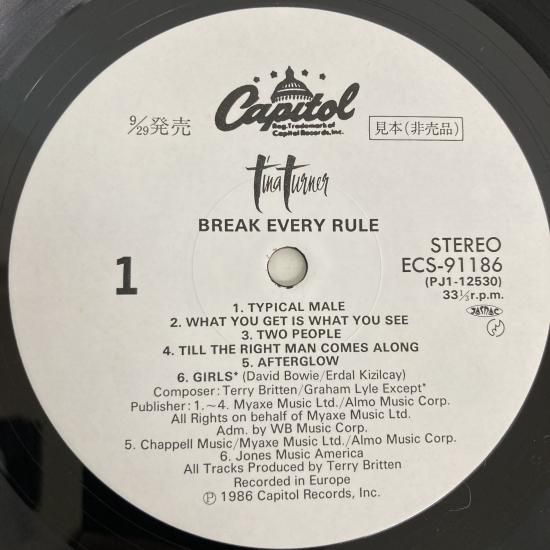 Capitol
Reg. Trademark of
Capitol Records, Inc.
9/29発売
見本(非売品)
Tina Turner
BREAK EVERY RULE
1
STEREO
ECS-91186
(PJ1-12530)
33⅓r.p.m.
JASRAC
1. TYPICAL MALE
2. WHAT YOU GET IS WHAT YOU SEE
3. TWO PEOPLE
4. TILL THE RIGHT MAN COMES ALONG
5. AFTERGLOW
6. GIRLS* (David Bowie/Erdal Kizilcay)
Composer: Terry Britten/Graham Lyle Except*
Publisher: 1.~4. Myaxe Music Ltd./Almo Music Corp.
All Rights on behalf of Myaxe Music Ltd.
Adm. by WB Music Corp.
5. Chappell Music/Myaxe Music Ltd./Almo Music Corp.
6. Jones Music America
All Tracks Produced by Terry Britten
Recorded in Europe
℗ 1986 Capitol Records, Inc.